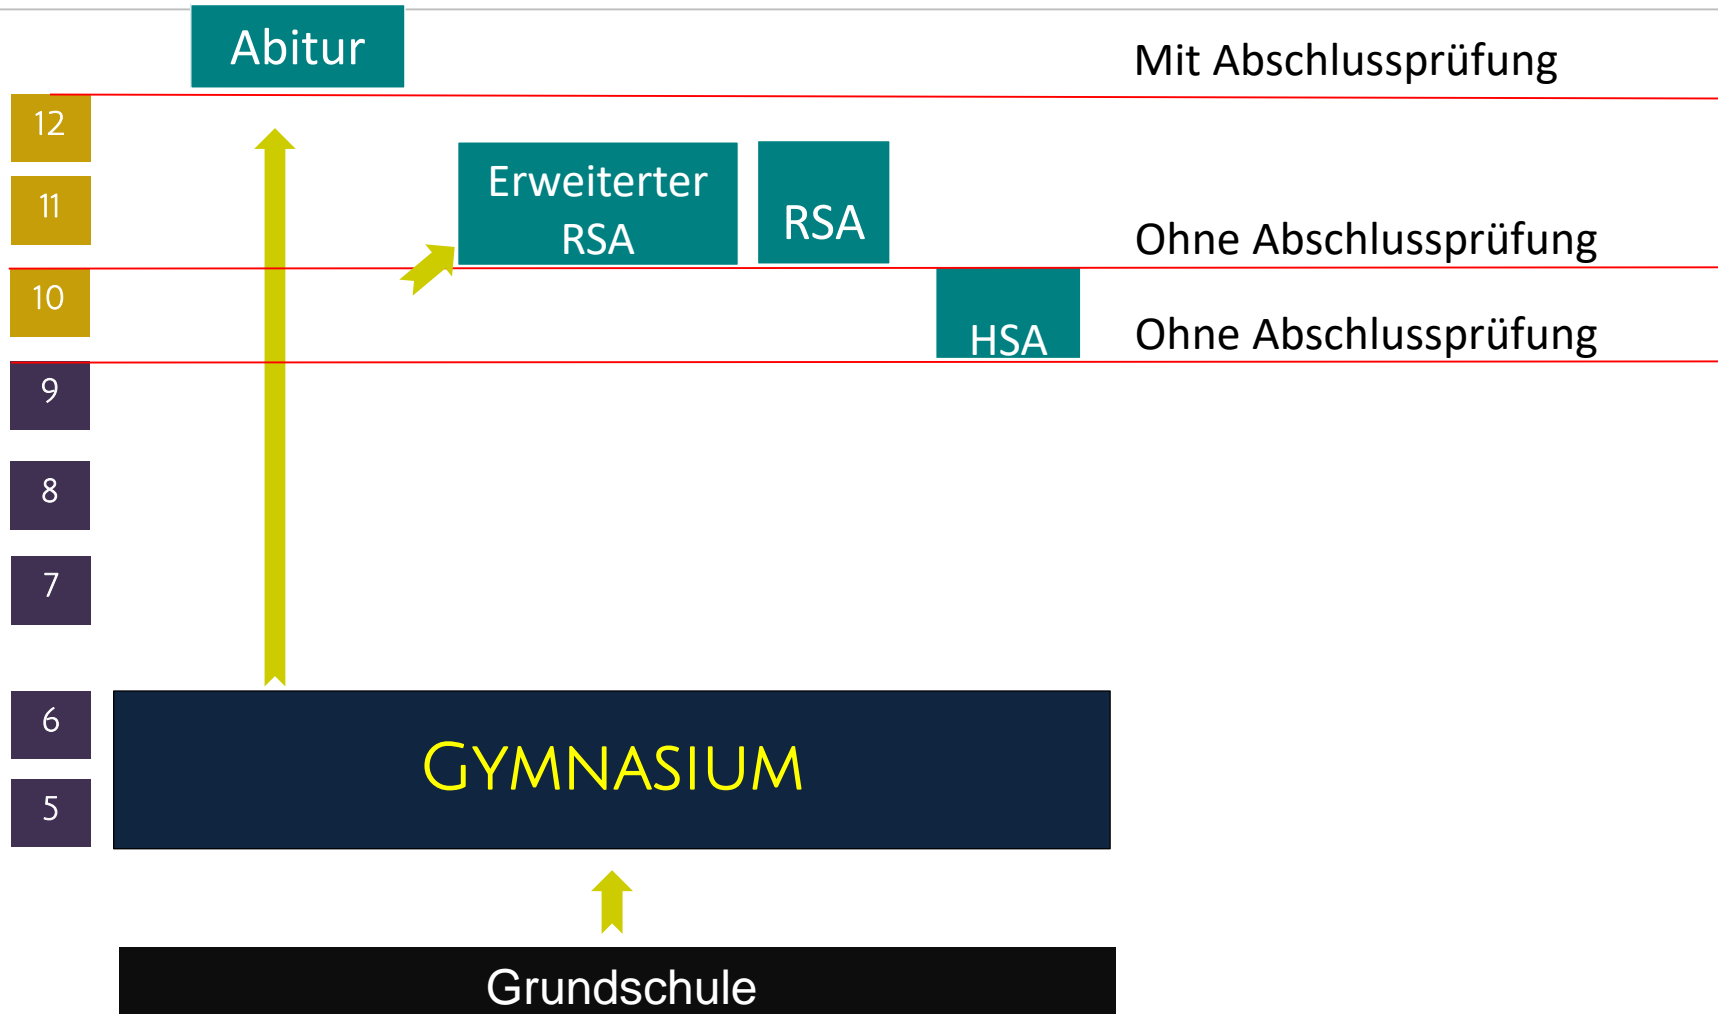 Abitur
Mit Abschlussprüfung
12
Erweiterter
RSA
RSA
11
Ohne Abschlussprüfung
10
HSA
Ohne Abschlussprüfung
9
8
7
6
GYMNASIUM
5
Grundschule